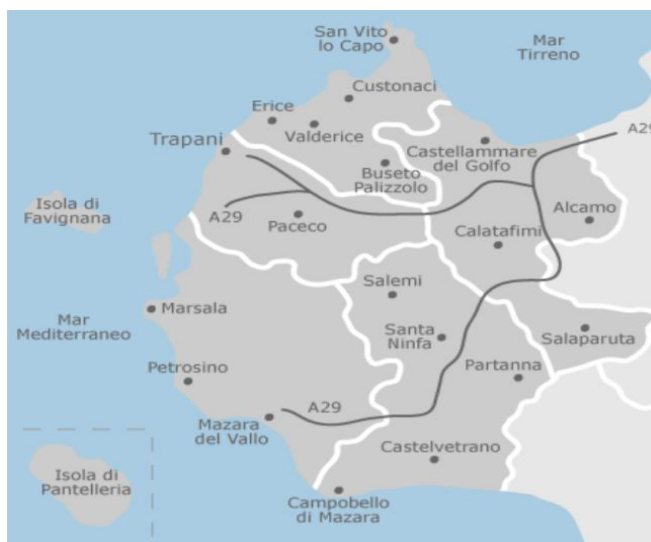 San Vito
lo Capo
Mar
Tirreno
Custonaci
Erice
Valderice
A29
Trapani
Castellammare
del Golfo
Buseto
Palizzolo
Isola di
Favignana
A29
Paceco
Alcamo
Calatafimi
Salemi
Marsala
Mar
Mediterraneo
Santa
Ninfa
Salaparuta
Petrosino
Partanna
A29
Mazara
del Vallo
Castelvetrano
Isola di
Pantelleria
Campobello
di Mazara